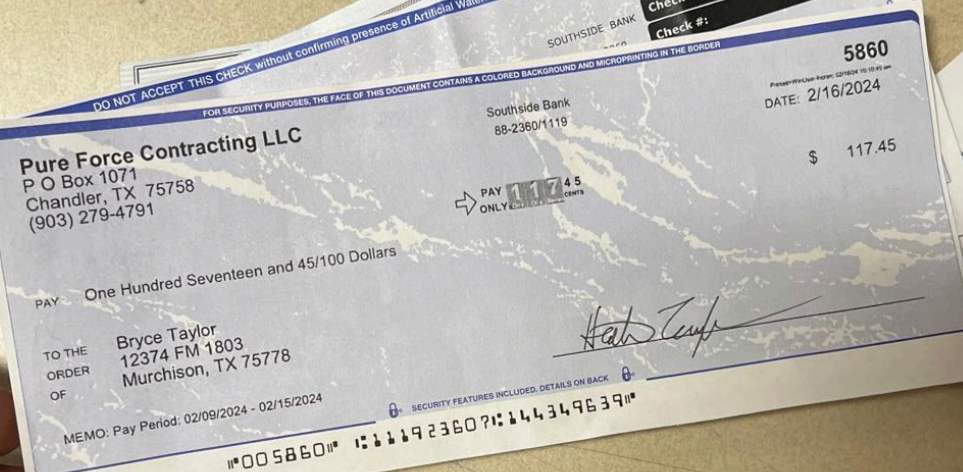 DO NOT ACCEPT THIS CHECK without confirming presence of Artificial
SOUTHSIDE BANK
Check #:
FOR SECURITY PURPOSES, THE FACE OF THIS DOCUMENT CONTAINS A COLORED BACKGROUND AND MICROPRINTING IN THE BORDER
5860
DATE: 2/16/2024
Pure Force Contracting LLC
P O Box 1071
Chandler, TX 75758
(903) 279-4791
Southside Bank
88-2360/1119
$ 117.45
PAY ONLY 117 45 CENTS
PAY One Hundred Seventeen and 45/100 Dollars
TO THE ORDER OF
Bryce Taylor
12374 FM 1803
Murchison, TX 75778
MEMO: Pay Period: 02/09/2024 - 02/15/2024
SECURITY FEATURES INCLUDED. DETAILS ON BACK
⑈005860⑈ ⑆111923607⑆144349639⑈